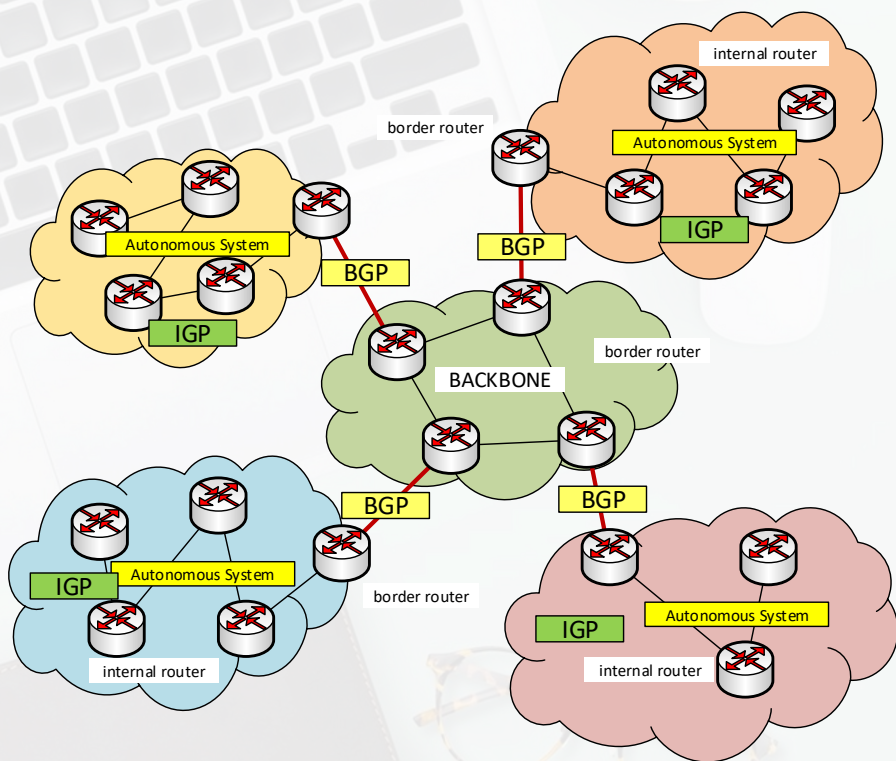 internal router
border router
Autonomous System
IGP
BGP
Autonomous System
BGP
IGP
border router
BACKBONE
BGP
BGP
IGP
Autonomous System
border router
internal router
Autonomous System
IGP
internal router